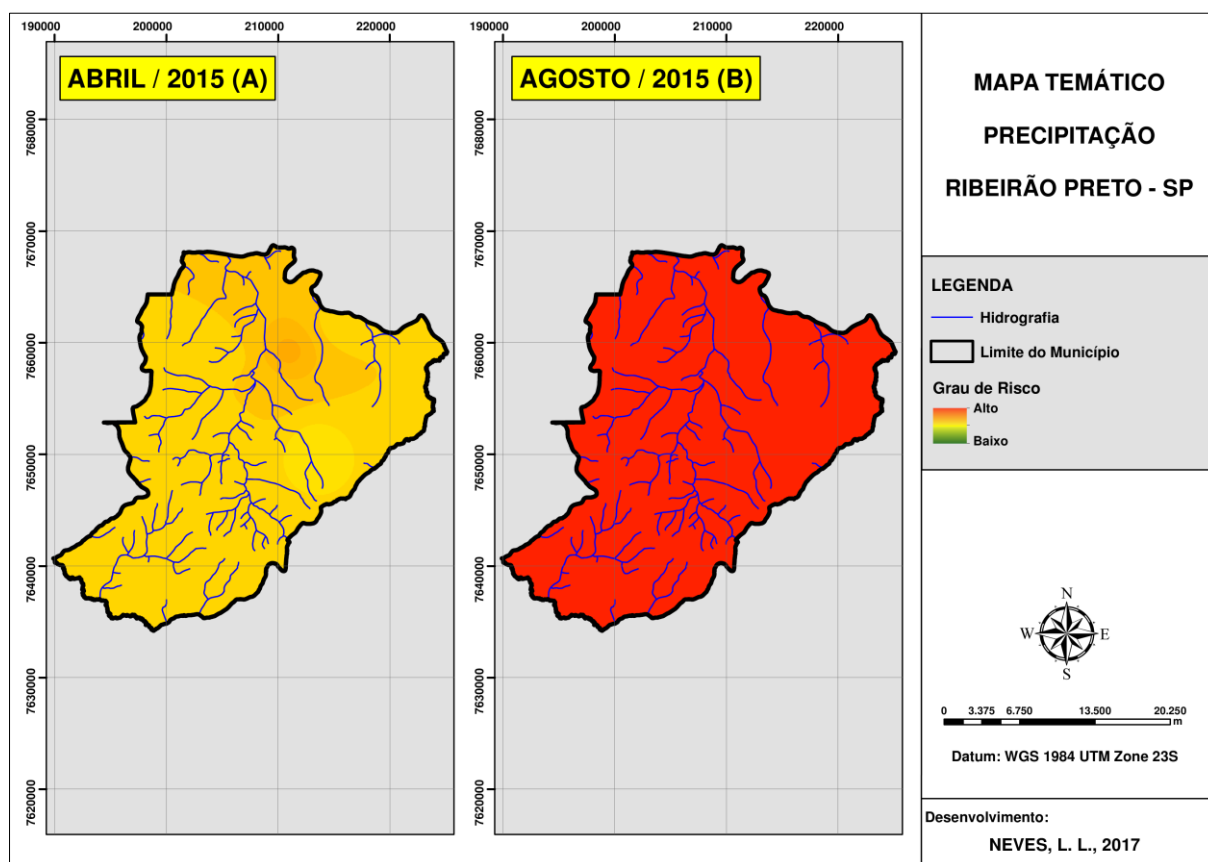 190000 200000 210000 220000
190000 200000 210000 220000
ABRIL / 2015 (A)
AGOSTO / 2015 (B)
7680000
7670000
7660000
7650000
7640000
7630000
7620000
7680000
7670000
7660000
7650000
7640000
7630000
7620000
MAPA TEMÁTICO
PRECIPITAÇÃO
RIBEIRÃO PRETO - SP
LEGENDA
Hidrografia
Limite do Município
Grau de Risco
Alto
Baixo
N
W E
S
0 3.375 6.750 13.500 20.250
m
Datum: WGS 1984 UTM Zone 23S
Desenvolvimento:
NEVES, L. L., 2017